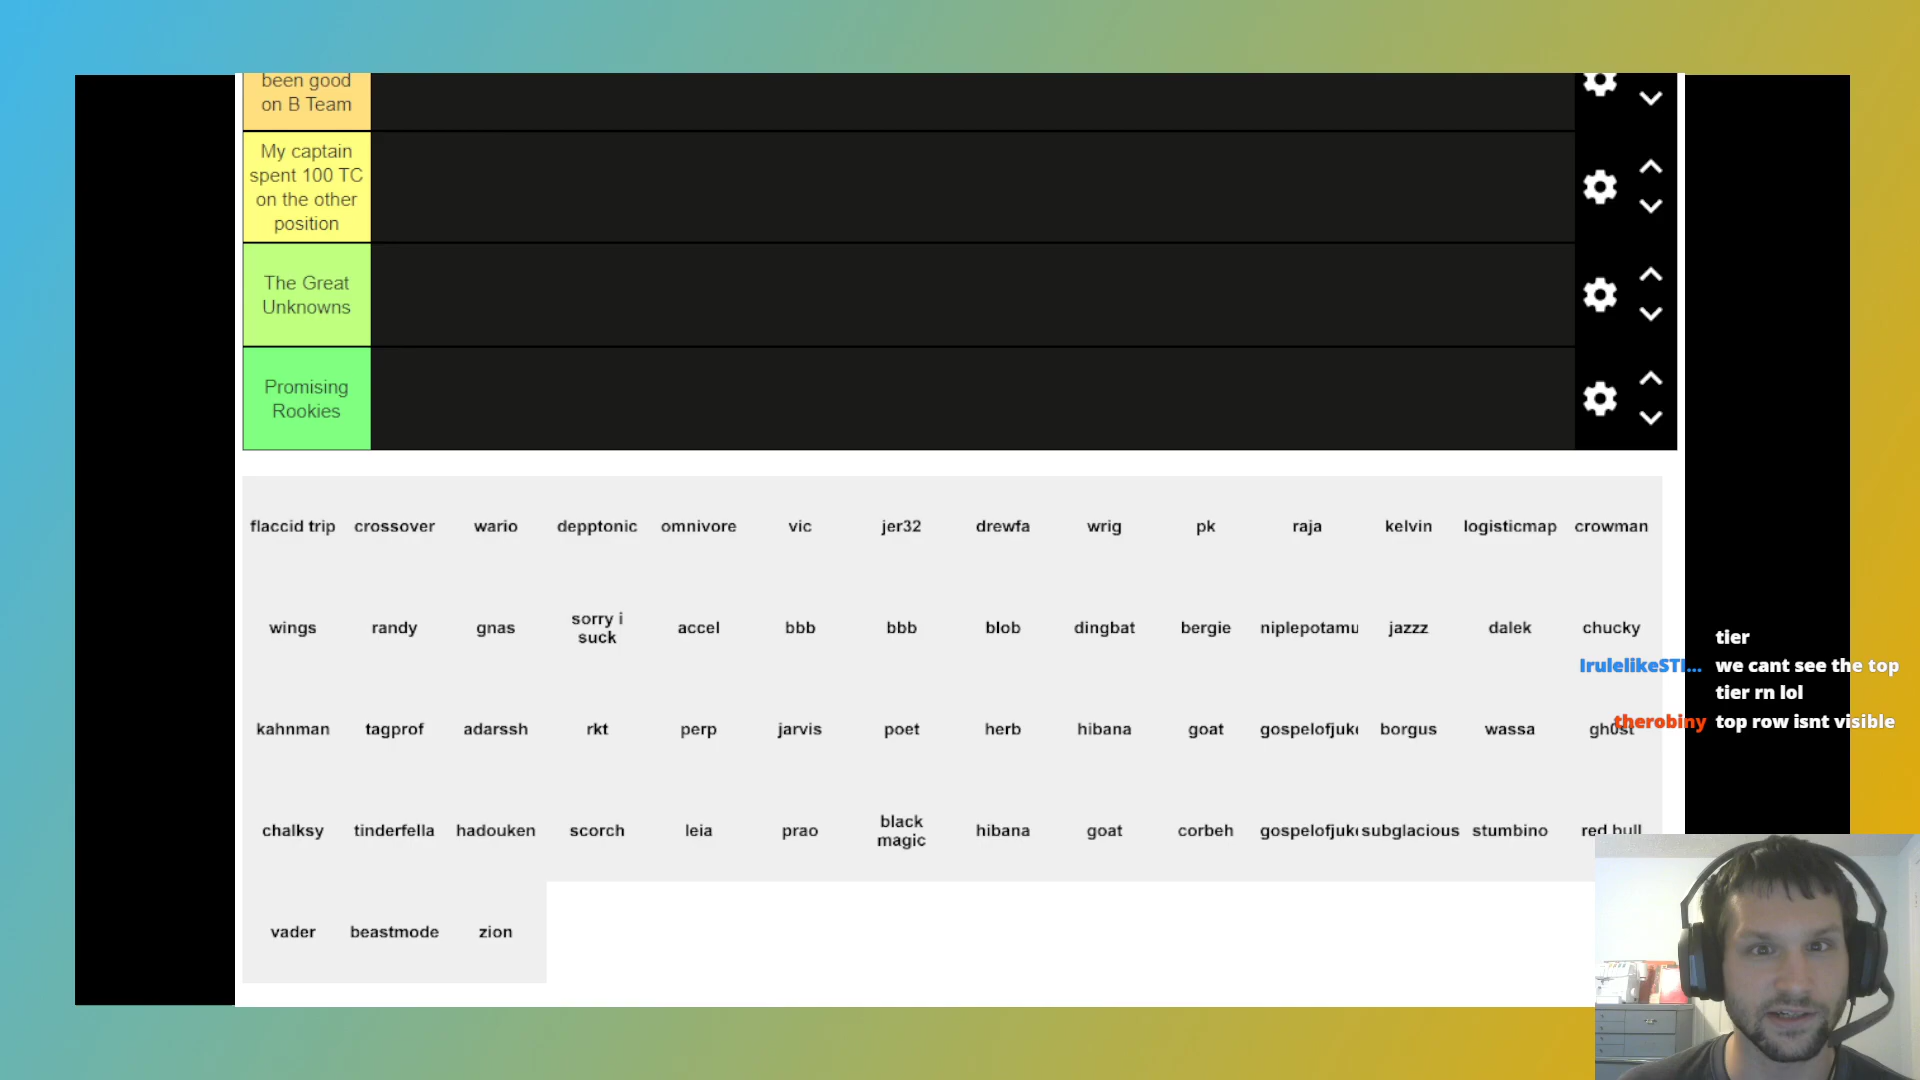 been good
on B Team
My captain
spent 100 TC
on the other
position
The Great
Unknowns
Promising
Rookies
flaccid trip crossover wario depptonic omnivore vic jer32 drewfa wrig pk raja kelvin logisticmap crowman
wings randy gnas sorry i suck accel bbb bbb blob dingbat bergie niplepotamu jazzz dalek chucky
kahnman tagprof adarssh rkt perp jarvis poet herb hibana goat gospelofjuk borgus wassa gh0st
chalksy tinderfella hadouken scorch leia prao black magic hibana goat corbeh gospelofjuk subglacious stumbino red bull
vader beastmode zion
tier
IrulelikeSTI... we cant see the top
tier rn lol
therobiny top row isnt visible